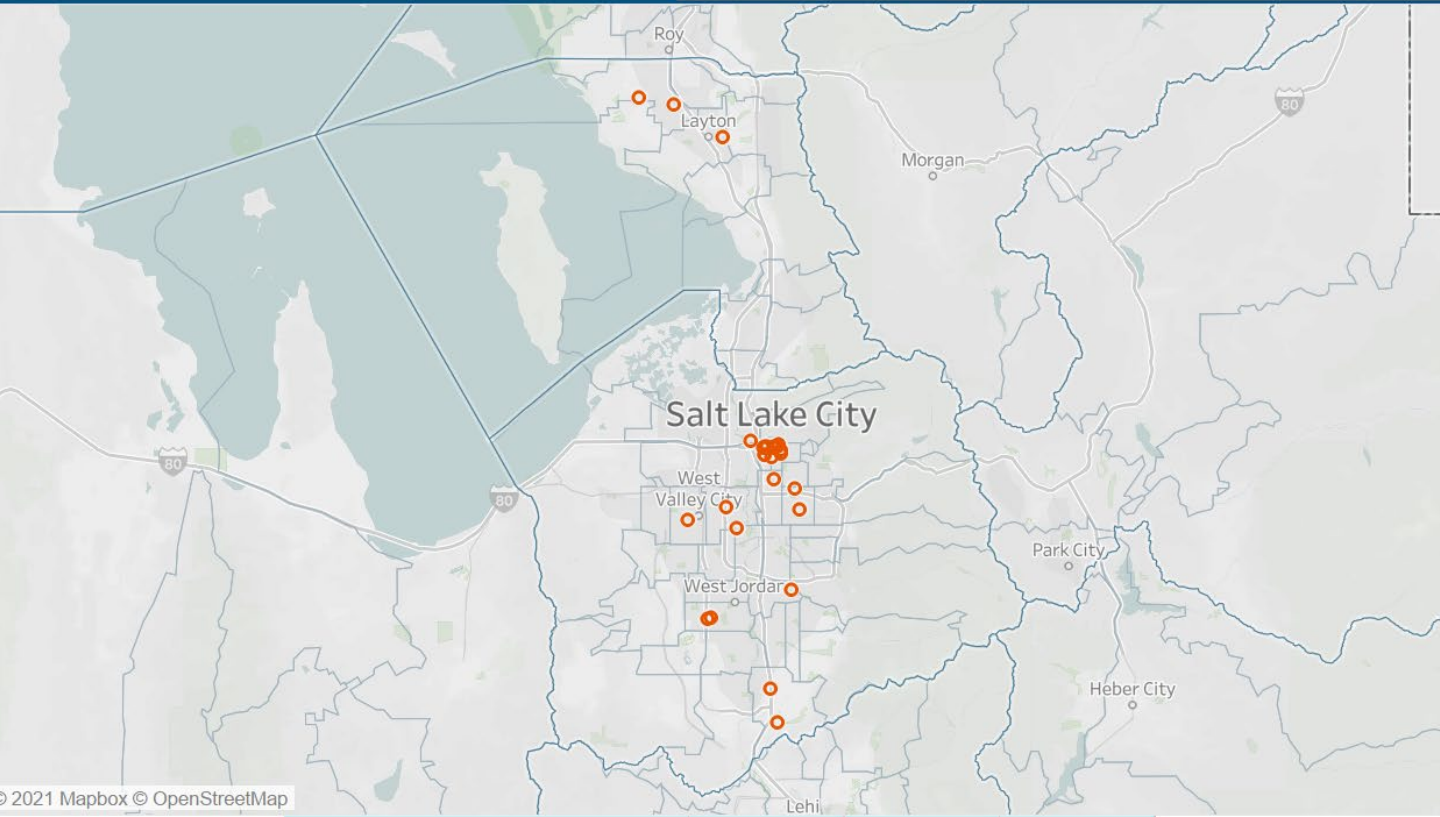 Roy
Layton
80
Morgan
Salt Lake City
80
West
Valley City
80
Park City
West Jordan
Heber City
© 2021 Mapbox © OpenStreetMap
Lehi